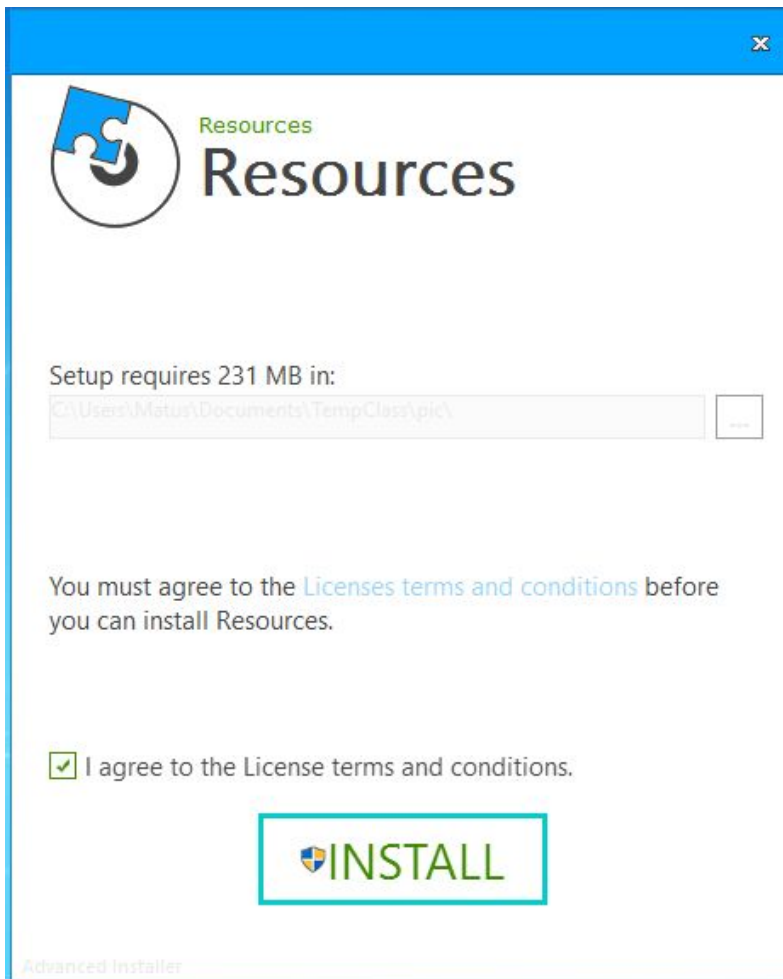 Resources
Resources
Setup requires 231 MB in:
C:\Users\Matus\Documents\TempClass\pic\
...
You must agree to the Licenses terms and conditions before
you can install Resources.
I agree to the License terms and conditions.
INSTALL
Advanced Installer